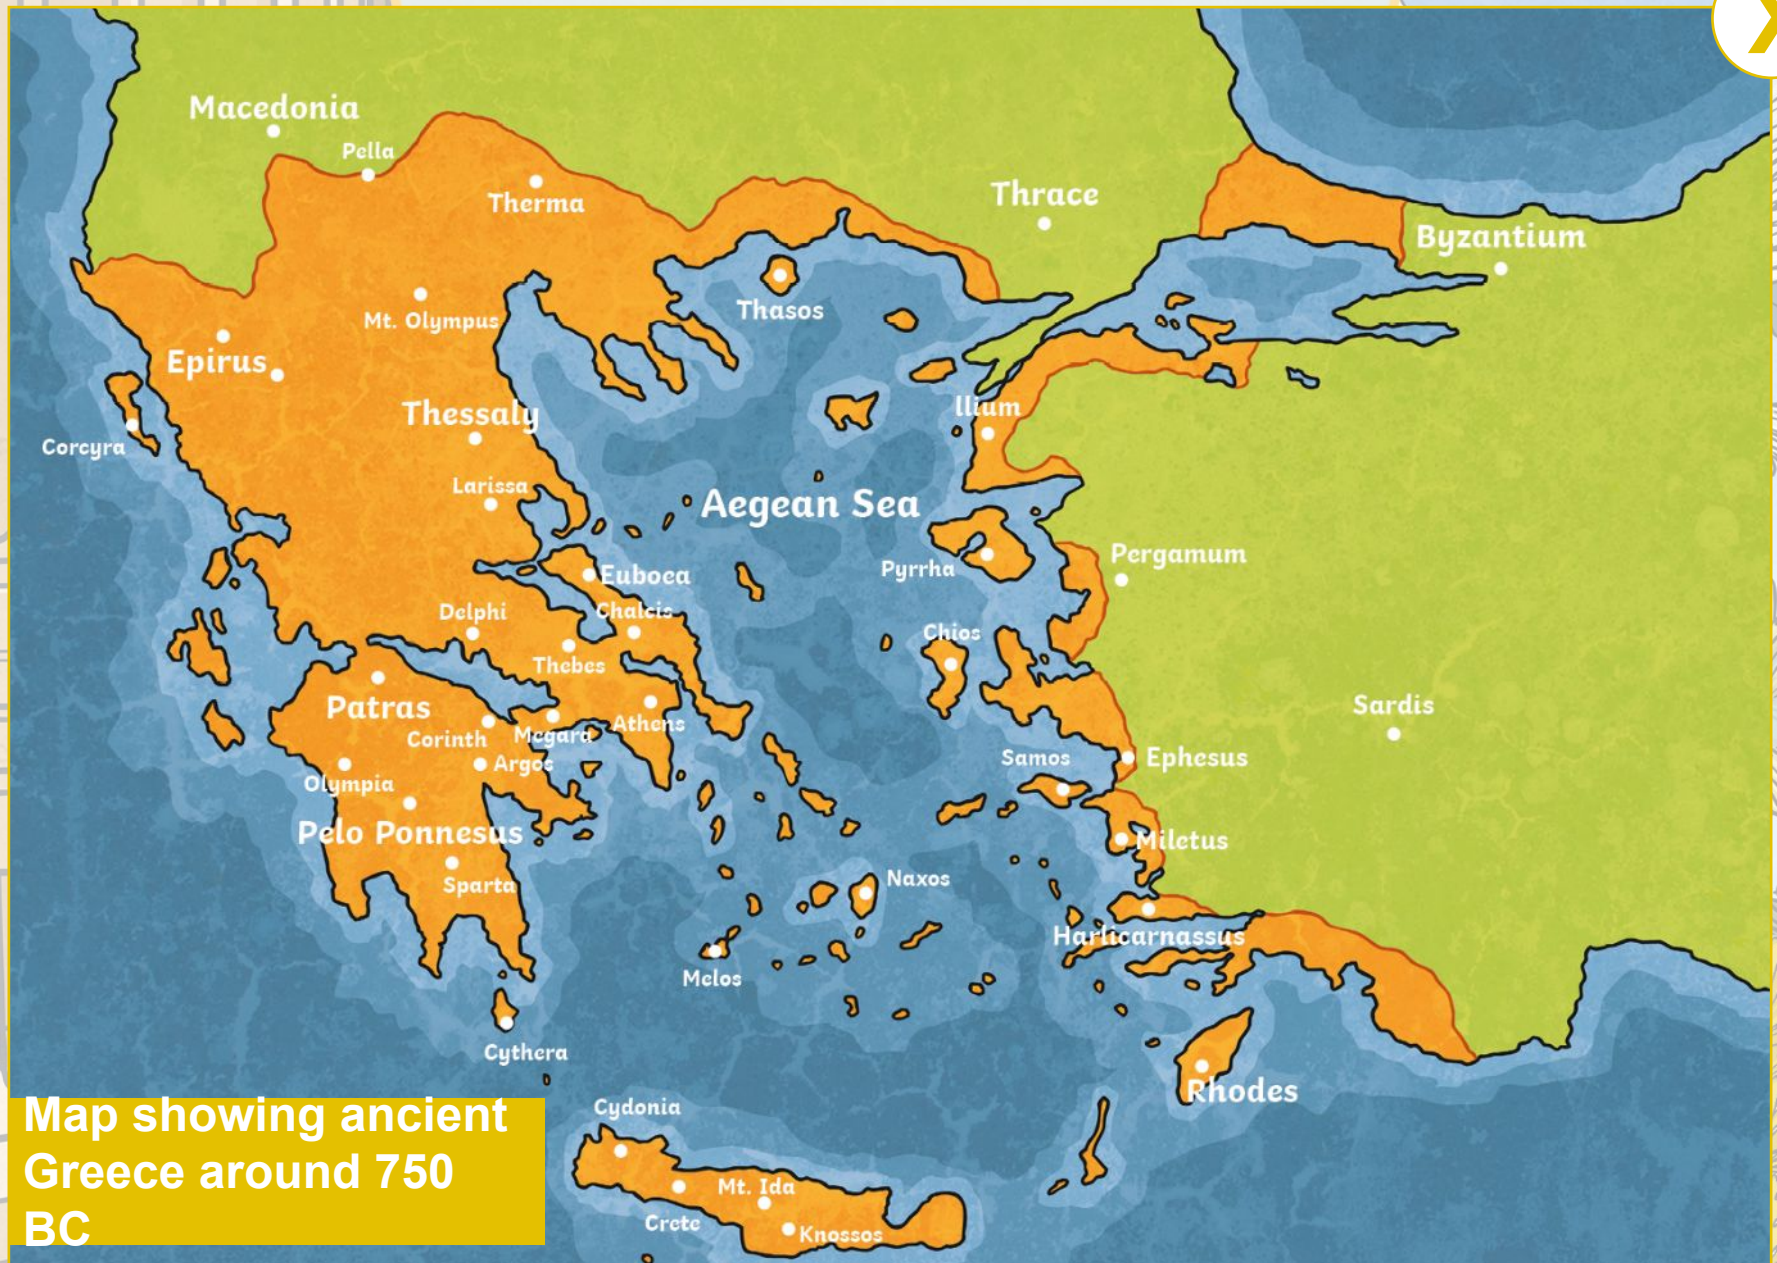 Macedonia
Pella
Therma
Thrace
Byzantium
Mt. Olympus
Thasos
Epirus
Thessaly
Ilium
Corcyra
Larissa
Aegean Sea
Pergamum
Pyrrha
Euboea
Delphi
Chalcis
Chios
Thebes
Patras
Sardis
Athens
Corinth
Megara
Argos
Samos
Ephesus
Olympia
Pelo Ponnesus
Miletus
Sparta
Naxos
Harlicarnassus
Melos
Cythera
Rhodes
Cydonia
Mt. Ida
Crete
Knossos
Map showing ancient
Greece around 750
BC